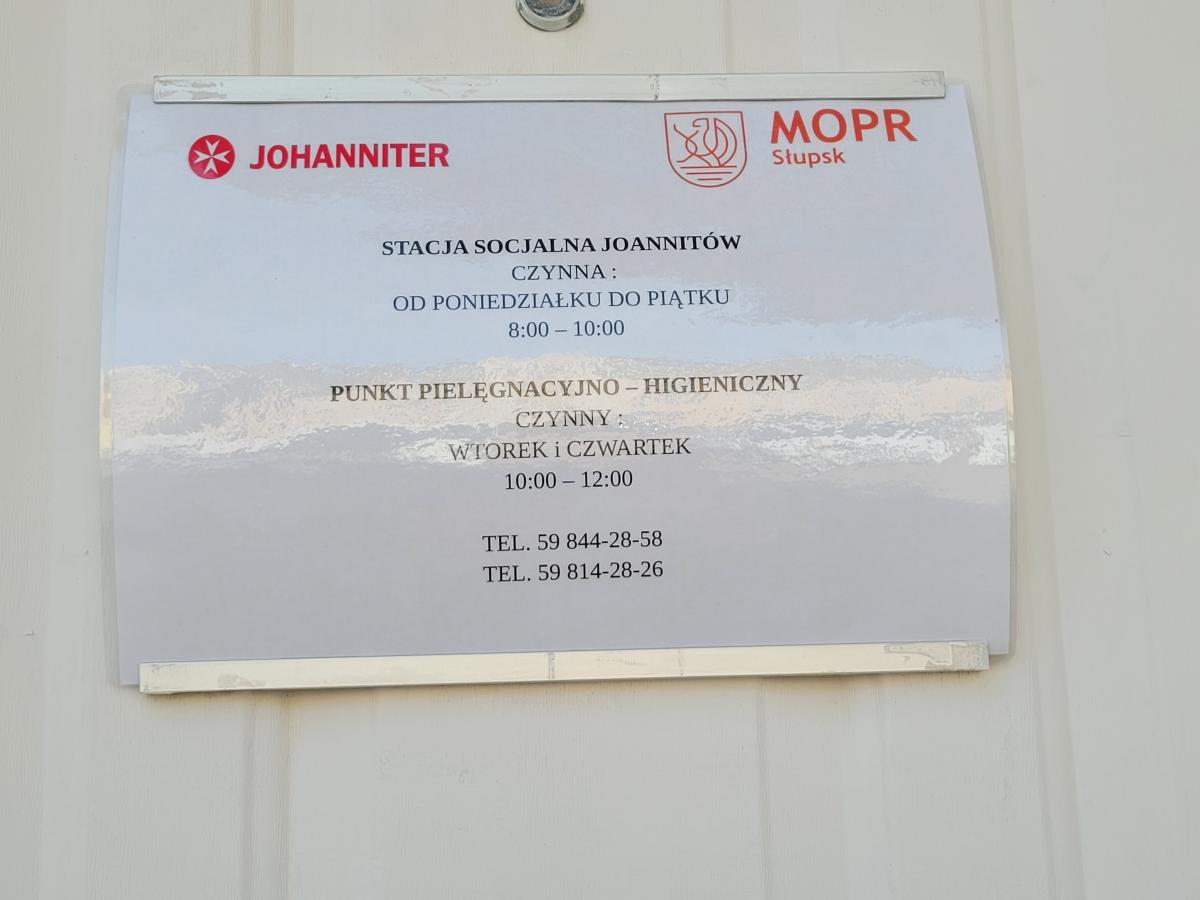 JOHANNITER
MOPR
Słupsk
STACJA SOCJALNA JOANNITÓW
CZYNNA :
OD PONIEDZIAŁKU DO PIĄTKU
8:00 – 10:00
PUNKT PIELĘGNACYJNO – HIGIENICZNY
CZYNNY :
WTOREK i CZWARTEK
10:00 – 12:00
TEL. 59 844-28-58
TEL. 59 814-28-26